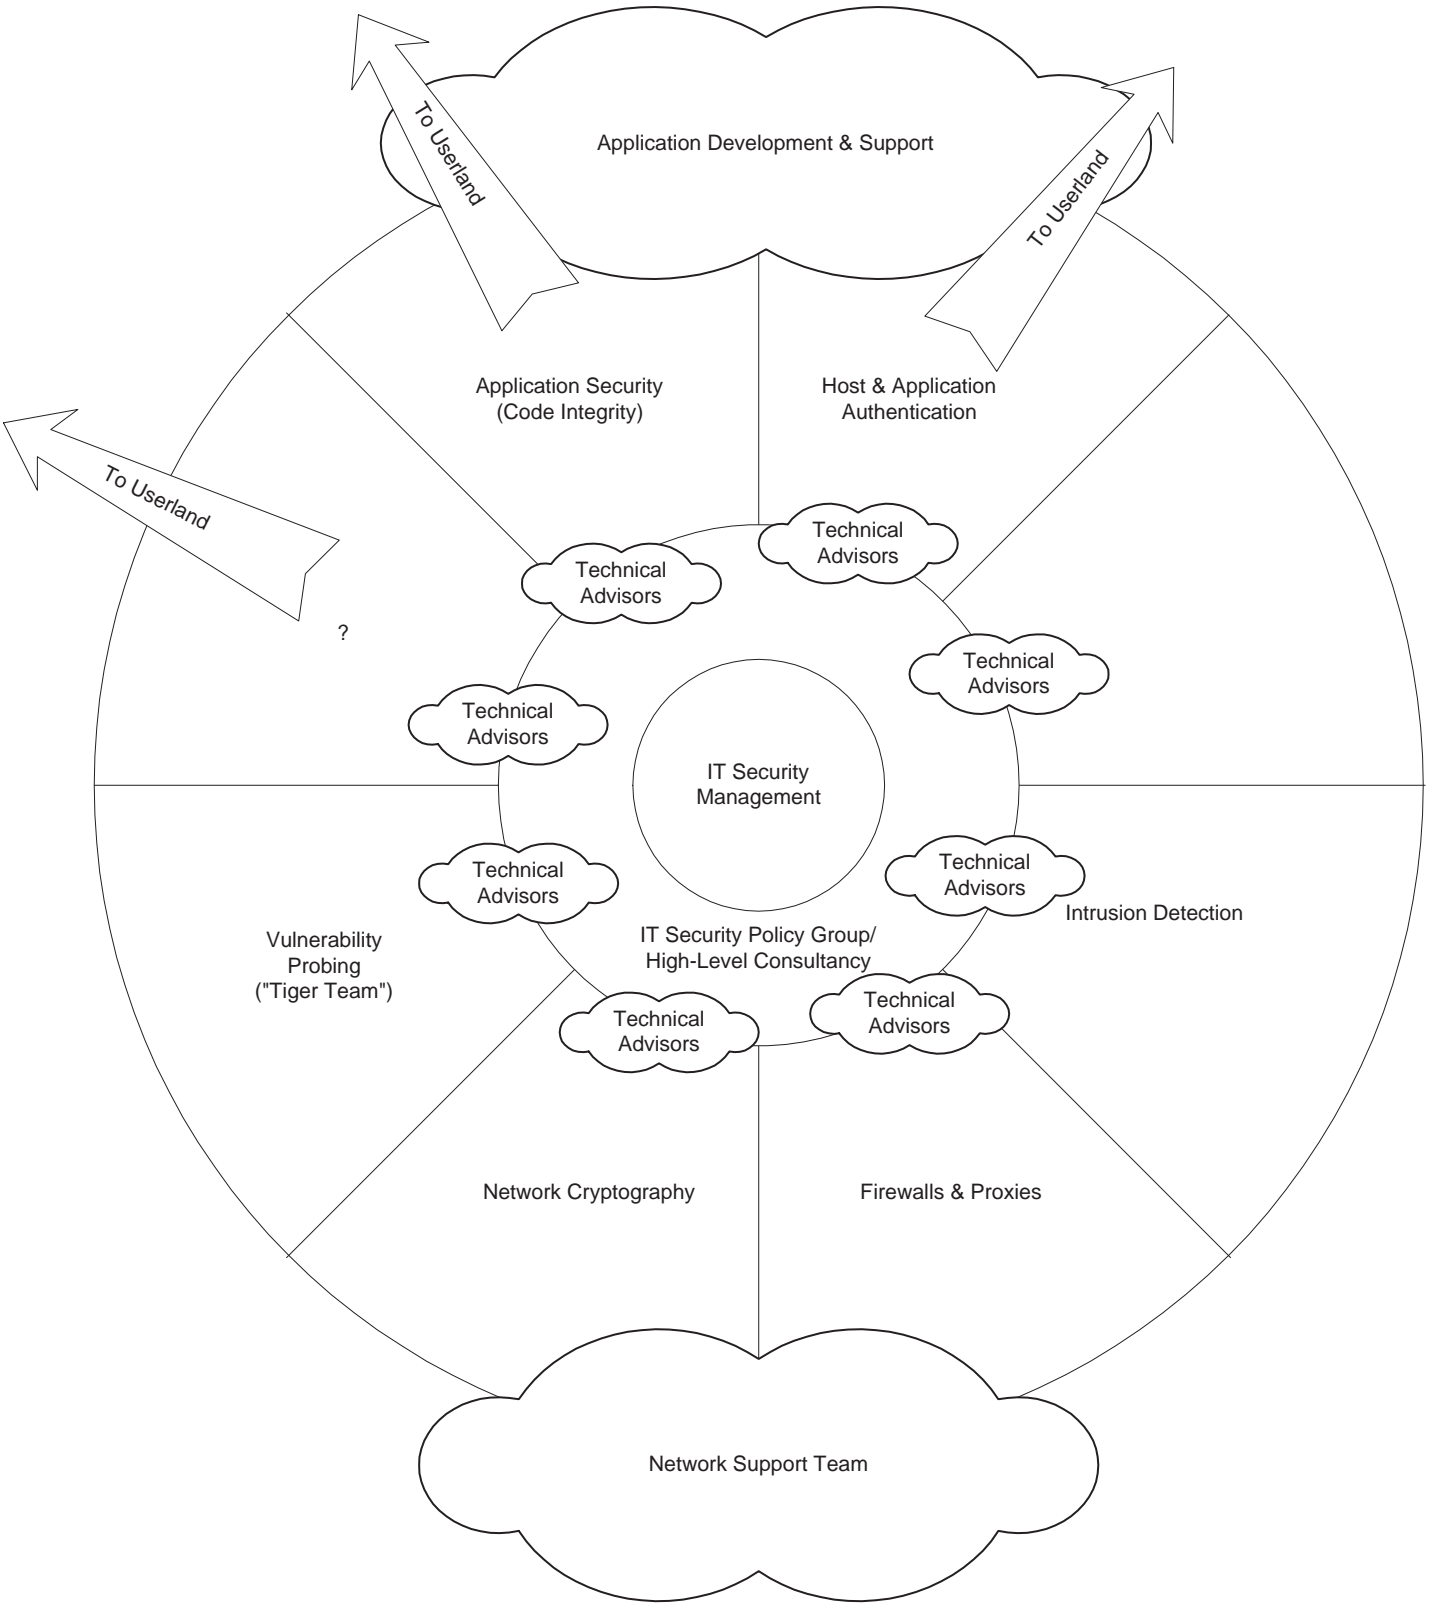 Application Development & Support
To Userland
To Userland
Application Security
(Code Integrity)
Host & Application
Authentication
To Userland
Technical
Advisors
Technical
Advisors
?
Technical
Advisors
Technical
Advisors
IT Security
Management
Technical
Advisors
Technical
Advisors
Intrusion Detection
Vulnerability
Probing
("Tiger Team")
IT Security Policy Group/
High-Level Consultancy
Technical
Advisors
Technical
Advisors
Network Cryptography
Firewalls & Proxies
Network Support Team